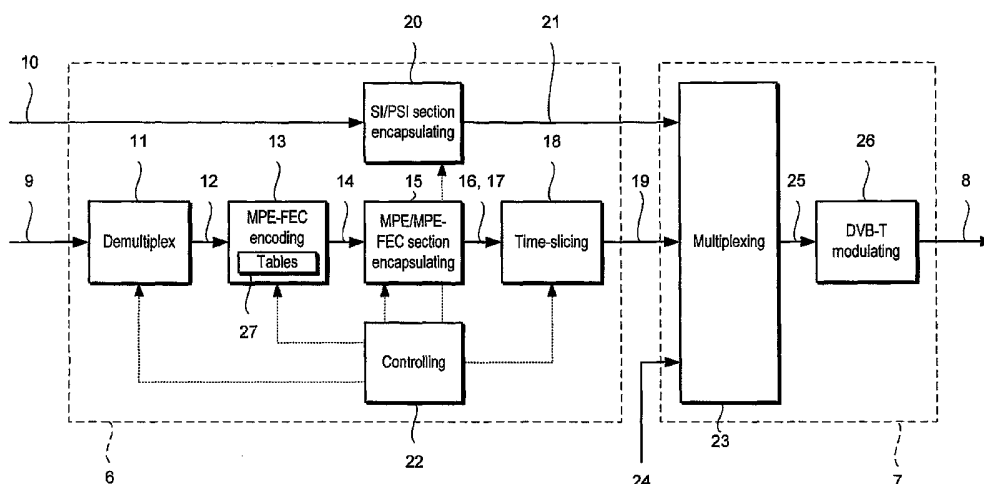 20
21
10
SI/PSI section
encapsulating
11
13
15
18
26
9
12
14
16, 17
19
25
8
Demultiplex
MPE-FEC
encoding
Tables
MPE/MPE-
FEC section
encapsulating
Time-slicing
Multiplexing
DVB-T
modulating
27
Controlling
22
23
6
24
7